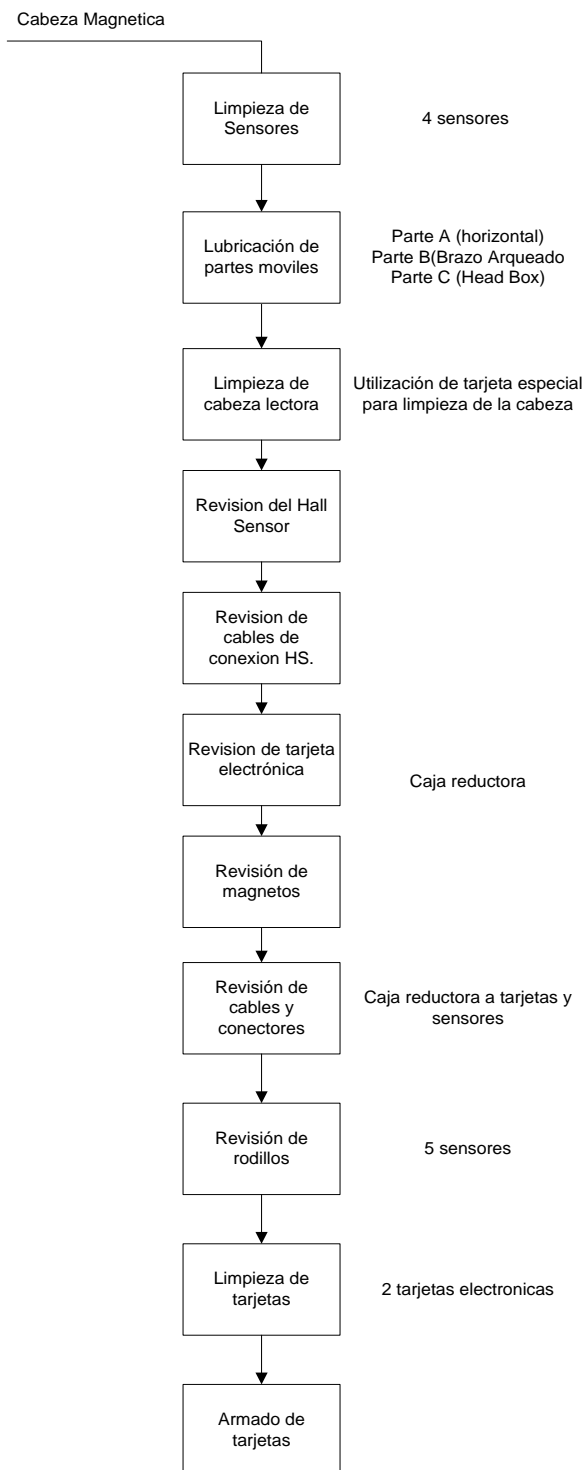 Cabeza Magnetica
Limpieza de
Sensores
4 sensores
Lubricación de
partes moviles
Parte A (horizontal)
Parte B(Brazo Arqueado
Parte C (Head Box)
Limpieza de
cabeza lectora
Utilización de tarjeta especial
para limpieza de la cabeza
Revision del Hall
Sensor
Revision de
cables de
conexion HS.
Revision de tarjeta
electrónica
Caja reductora
Revisión de
magnetos
Revisión de
cables y
conectores
Caja reductora a tarjetas y
sensores
Revisión de
rodillos
5 sensores
Limpieza de
tarjetas
2 tarjetas electronicas
Armado de
tarjetas